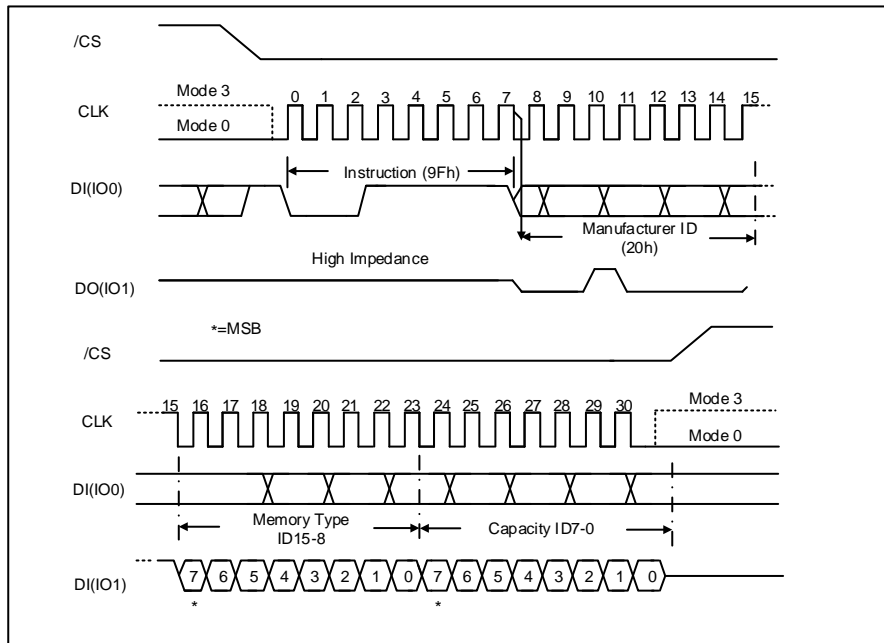 /CS
Mode 3
0 1 2 3 4 5 6 7 8 9 10 11 12 13 14 15
CLK
Mode 0
Instruction (9Fh)
DI(IO0)
Manufacturer ID
(20h)
High Impedance
DO(IO1)
*=MSB
/CS
15 16 17 18 19 20 21 22 23 24 25 26 27 28 29 30
Mode 3
CLK
Mode 0
DI(IO0)
Memory Type
ID15-8
Capacity ID7-0
DI(IO1)
7 6 5 4 3 2 1 0 7 6 5 4 3 2 1 0
* *